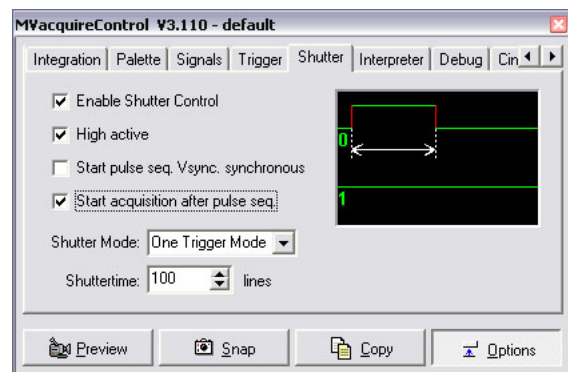 MVacquireControl V3.110 - default
Integration Palette Signals Trigger Shutter Interpreter Debug Cin
Enable Shutter Control
High active
Start pulse seq. Vsync. synchronous
Start acquisition after pulse seq.
0
1
Shutter Mode: One Trigger Mode
Shuttertime: 100 lines
Preview Snap Copy Options